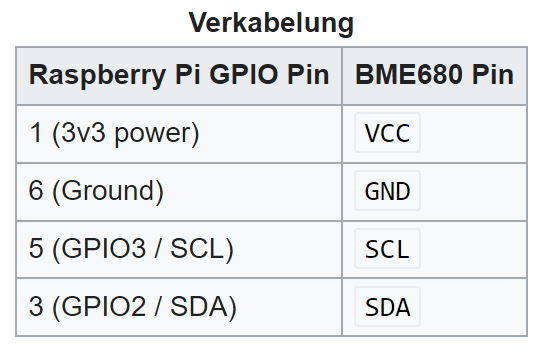 Verkabelung
Raspberry Pi GPIO Pin BME680 Pin
1 (3v3 power) VCC
6 (Ground) GND
5 (GPIO3 / SCL) SCL
3 (GPIO2 / SDA) SDA